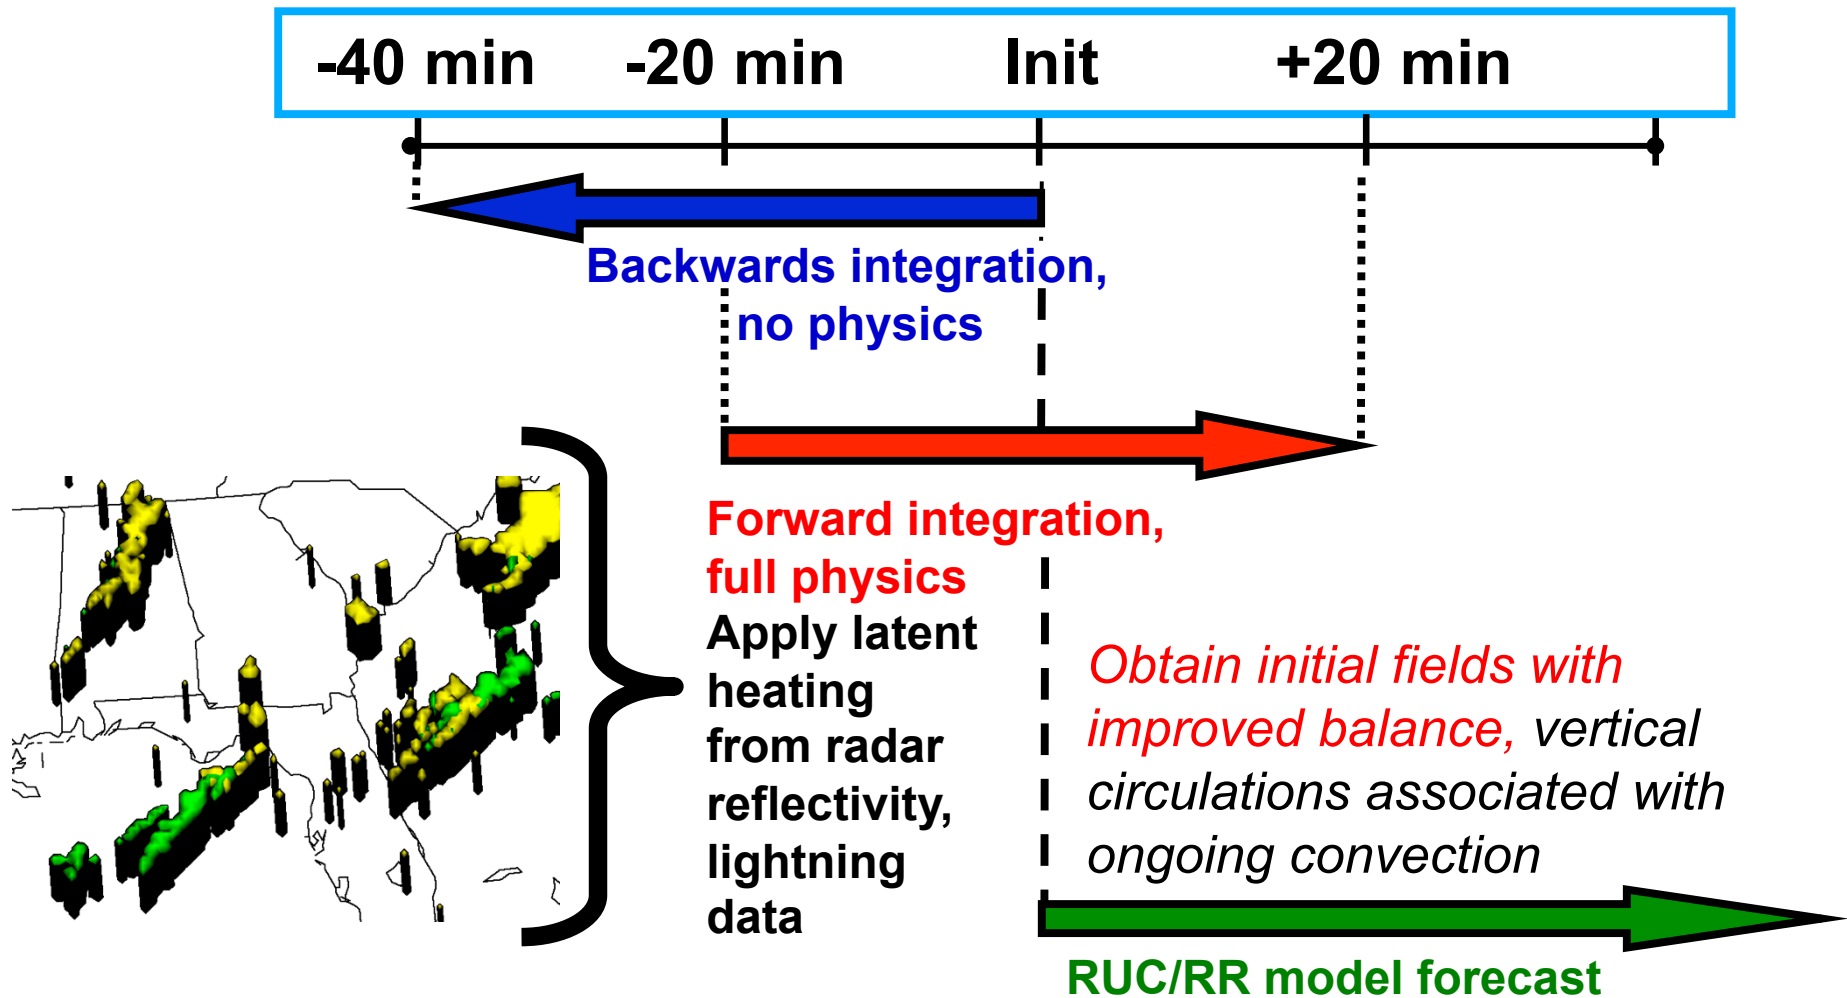 -40 min -20 min Init +20 min
Backwards integration,
no physics
Forward integration,
full physics
Apply latent
heating
from radar
reflectivity,
lightning
data
Obtain initial fields with
improved balance, vertical
circulations associated with
ongoing convection
RUC/RR model forecast